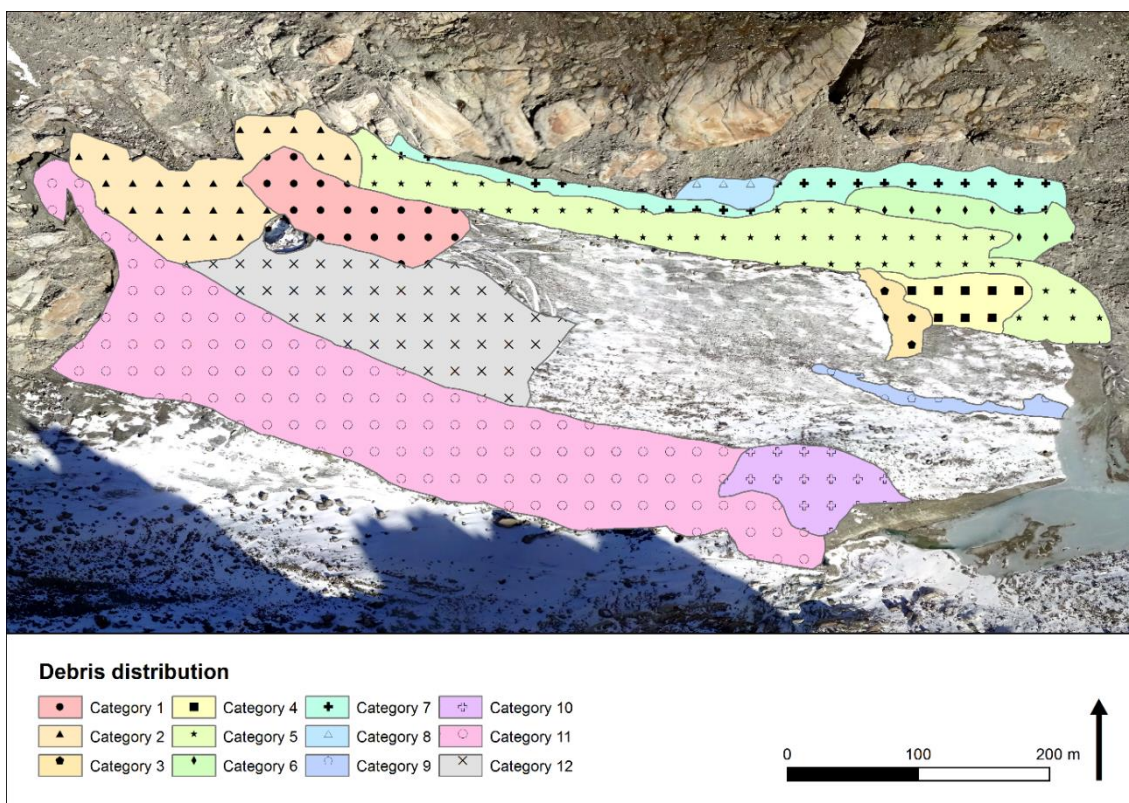 Debris distribution
Category 1 Category 4 Category 7 Category 10
Category 2 Category 5 Category 8 Category 11
Category 3 Category 6 Category 9 Category 12
0 100 200 m